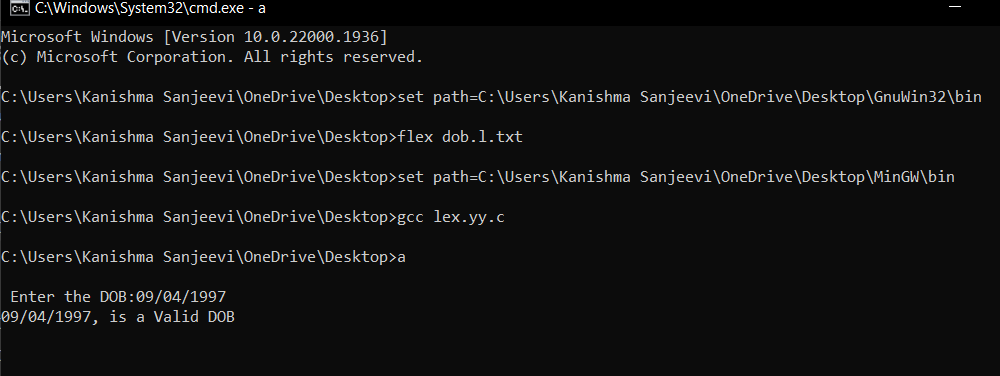 C:\Windows\System32\cmd.exe - a
Microsoft Windows [Version 10.0.22000.1936]
(c) Microsoft Corporation. All rights reserved.
C:\Users\Kanishma Sanjeevi\OneDrive\Desktop>set path=C:\Users\Kanishma Sanjeevi\OneDrive\Desktop\GnuWin32\bin
C:\Users\Kanishma Sanjeevi\OneDrive\Desktop>flex dob.l.txt
C:\Users\Kanishma Sanjeevi\OneDrive\Desktop>set path=C:\Users\Kanishma Sanjeevi\OneDrive\Desktop\MinGW\bin
C:\Users\Kanishma Sanjeevi\OneDrive\Desktop>gcc lex.yy.c
C:\Users\Kanishma Sanjeevi\OneDrive\Desktop>a
Enter the DOB:09/04/1997
09/04/1997, is a Valid DOB